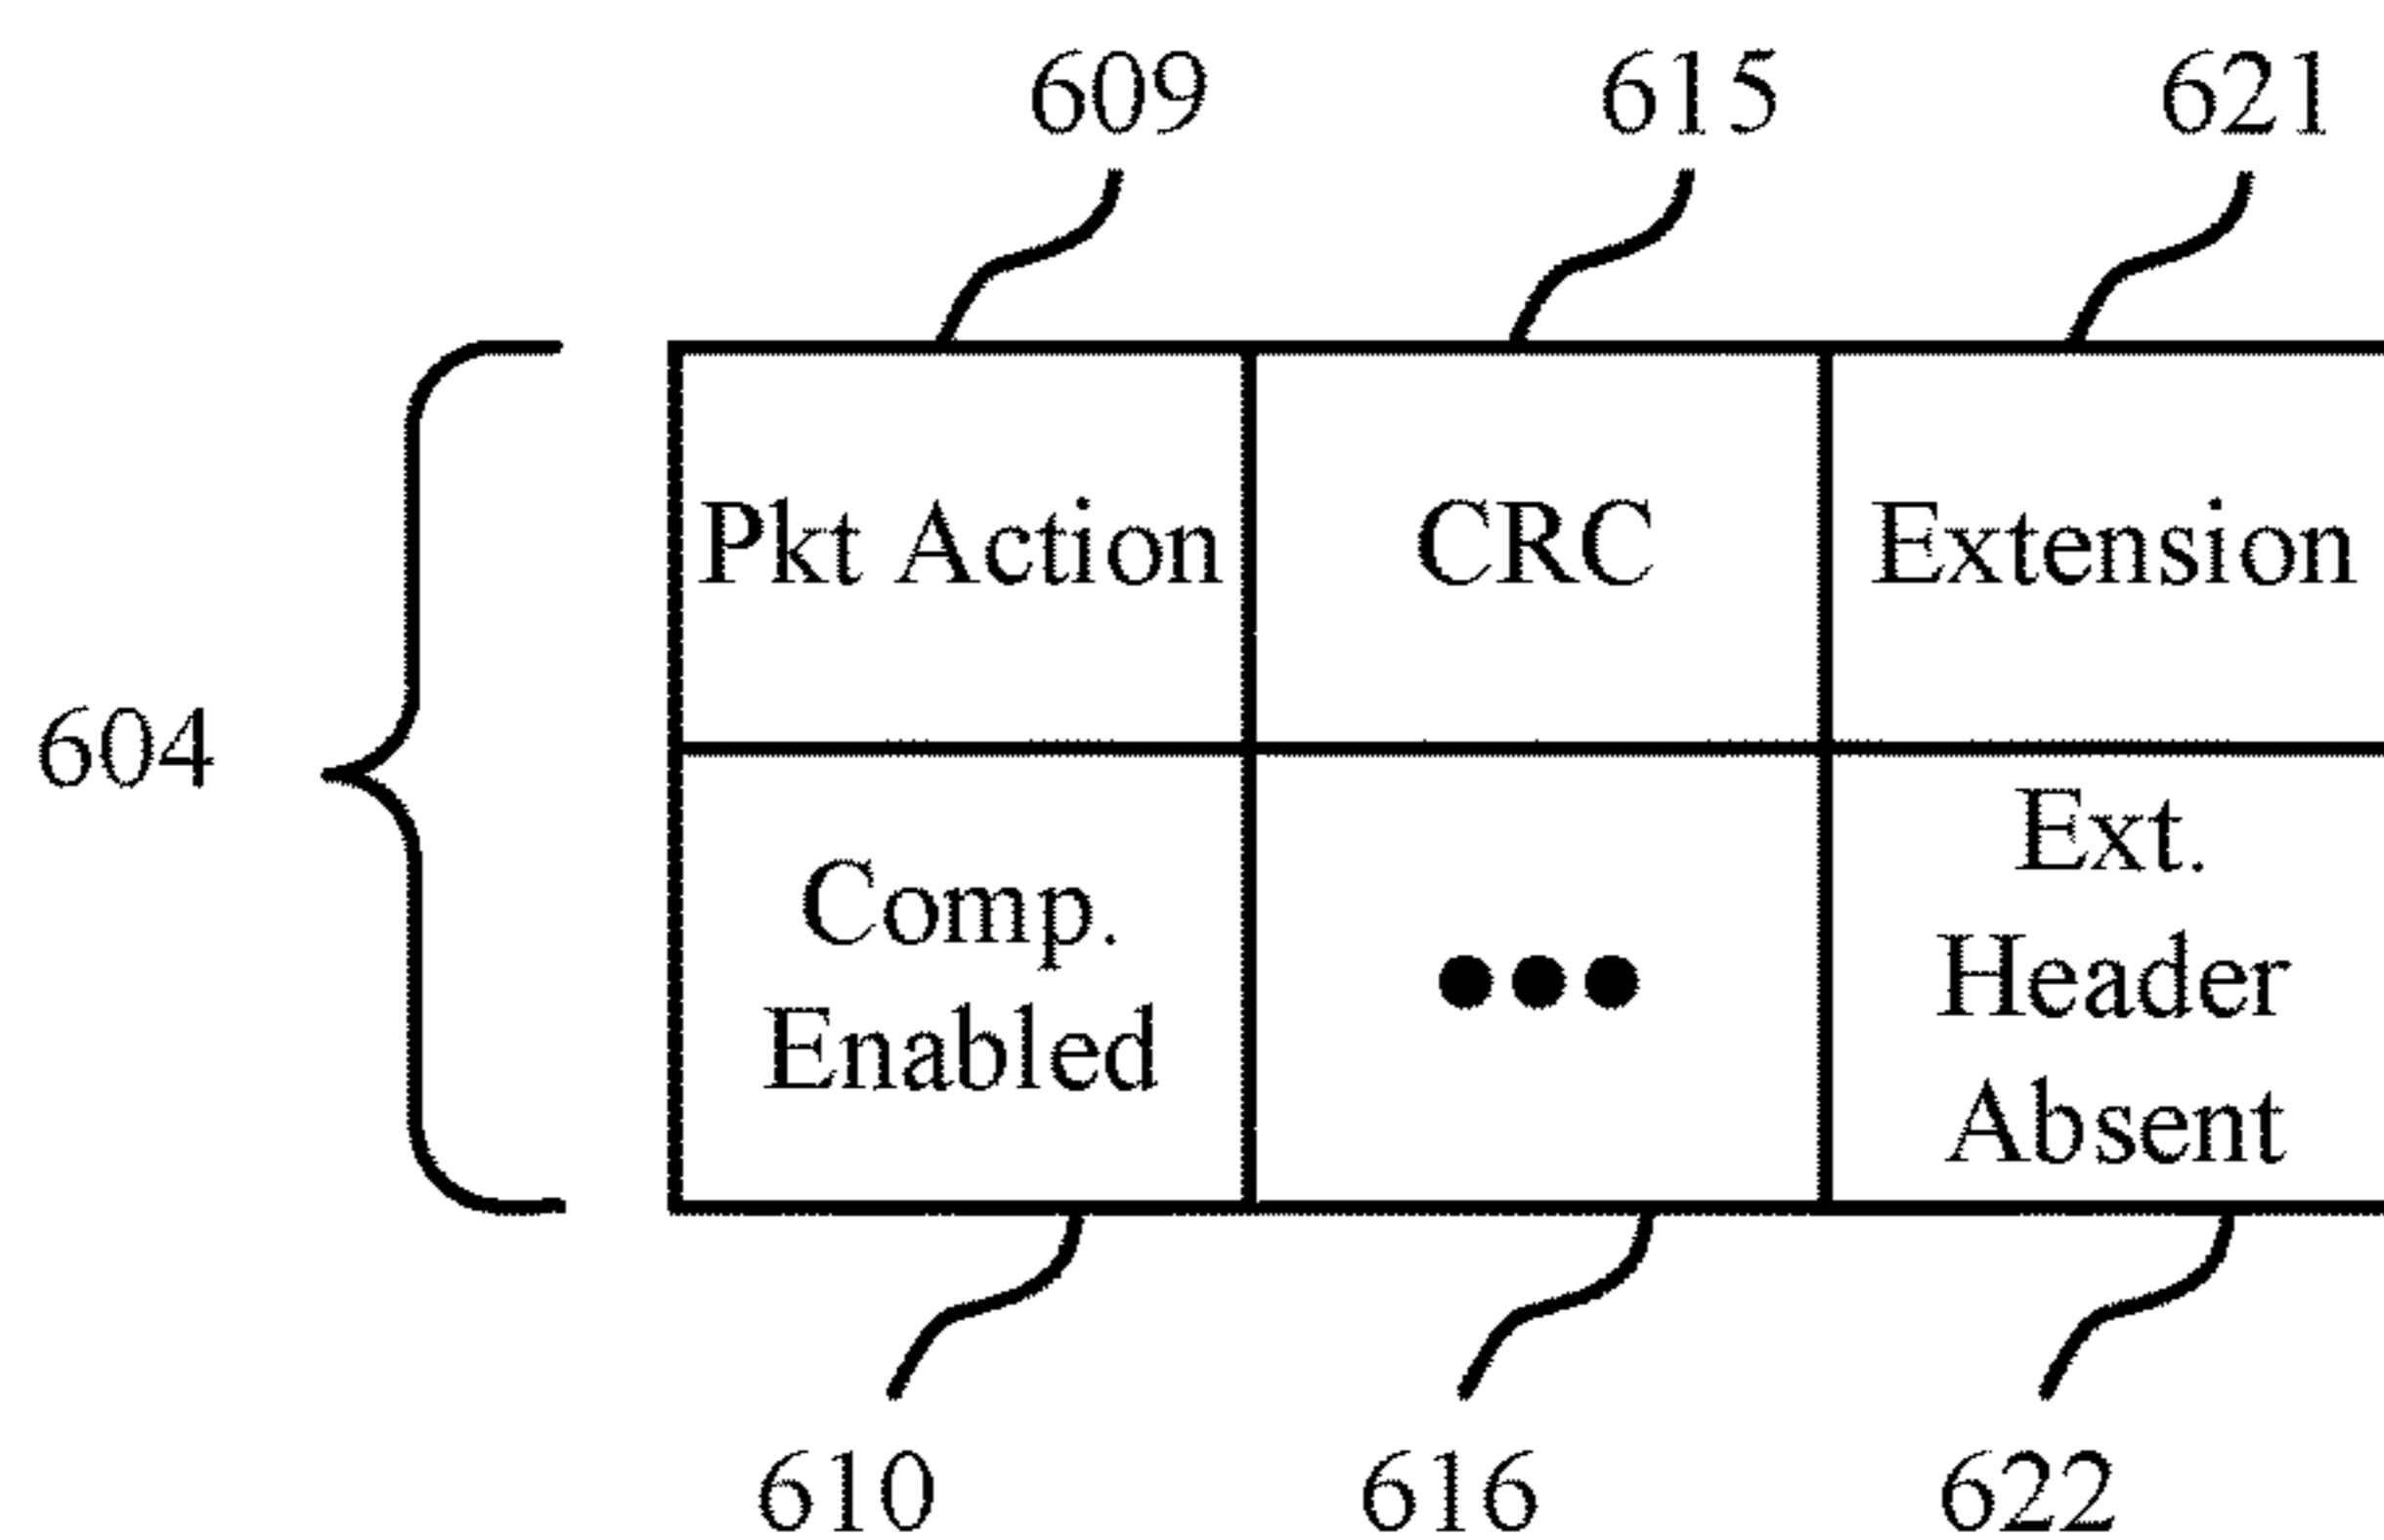 609 615 621
Pkt Action CRC Extension
604
Comp.
Enabled
●●●
Ext.
Header
Absent
610 616 622